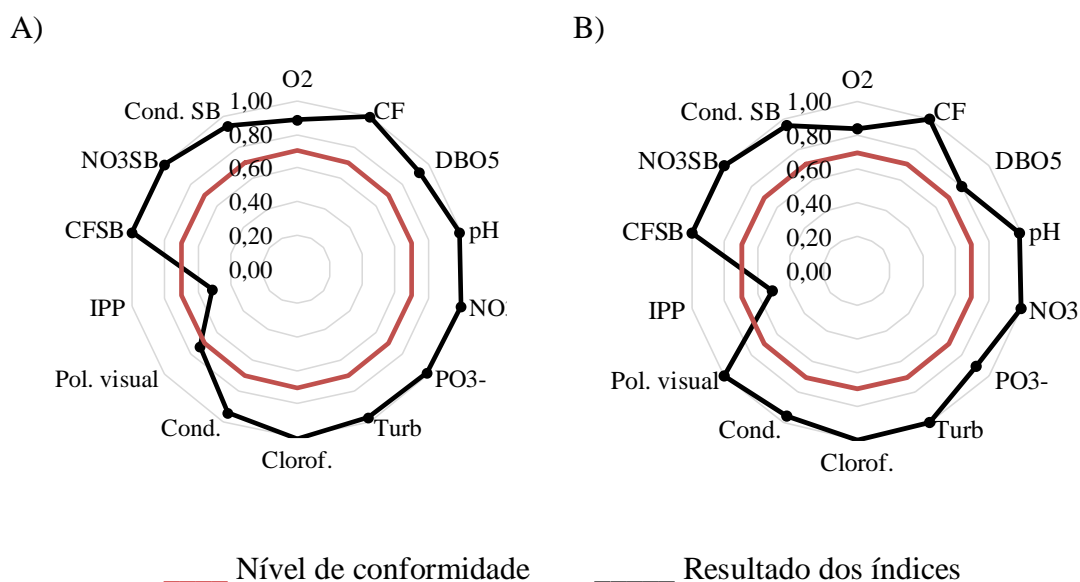 A)
O2
CF
DBO5
pH
PO3-
Turb
Clorof.
Cond.
Pol. visual
IPP
CFSB
NO3SB
Cond. SB
1,00
0,80
0,60
0,40
0,20
0,00
B)
O2
CF
DBO5
pH
NO3
PO3-
Turb
Clorof.
Cond.
Pol. visual
IPP
CFSB
NO3SB
Cond. SB
1,00
0,80
0,60
0,40
0,20
0,00
____ Nível de conformidade
_____ Resultado dos índices